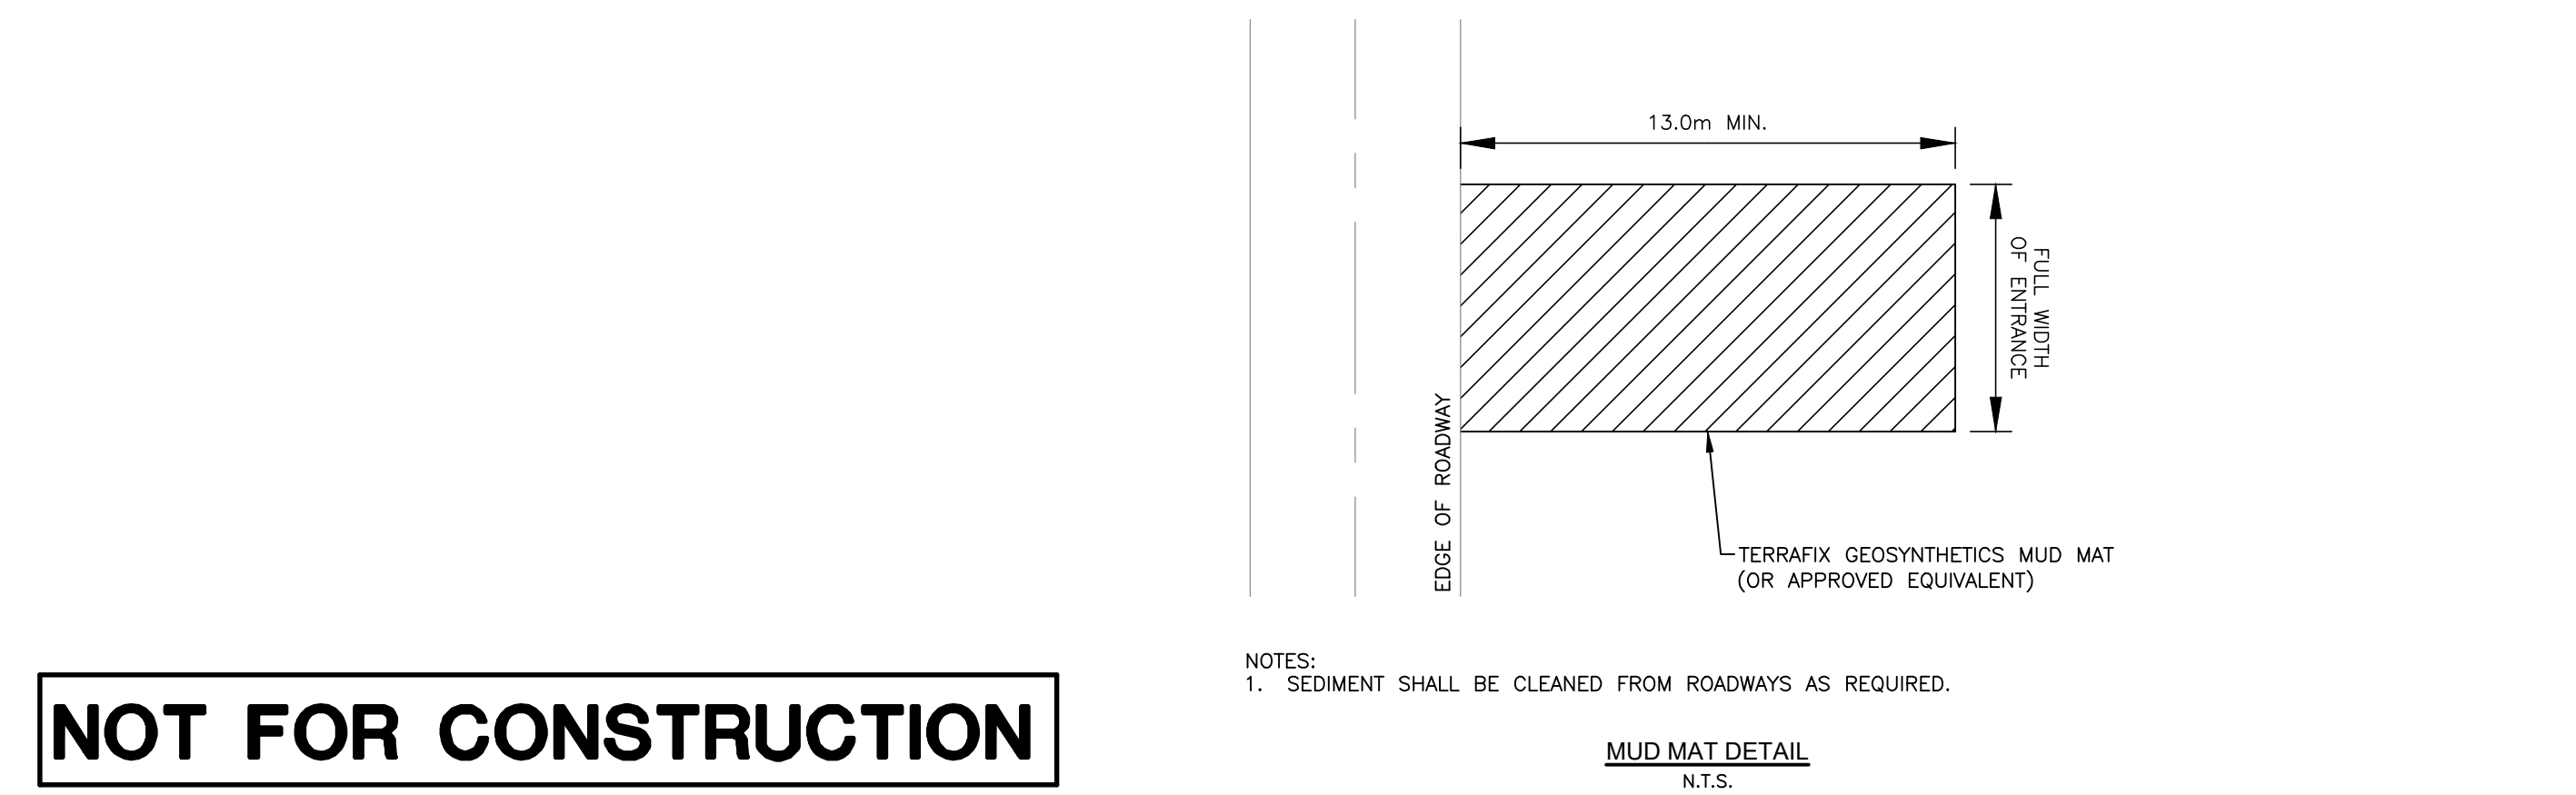 13.0m MIN.
FULL WIDTH
OF ENTRANCE
EDGE OF ROADWAY
TERRAFIX GEOSYNTHETICS MUD MAT
(OR APPROVED EQUIVALENT)
NOTES:
1. SEDIMENT SHALL BE CLEANED FROM ROADWAYS AS REQUIRED.
NOT FOR CONSTRUCTION
MUD MAT DETAIL
N.T.S.